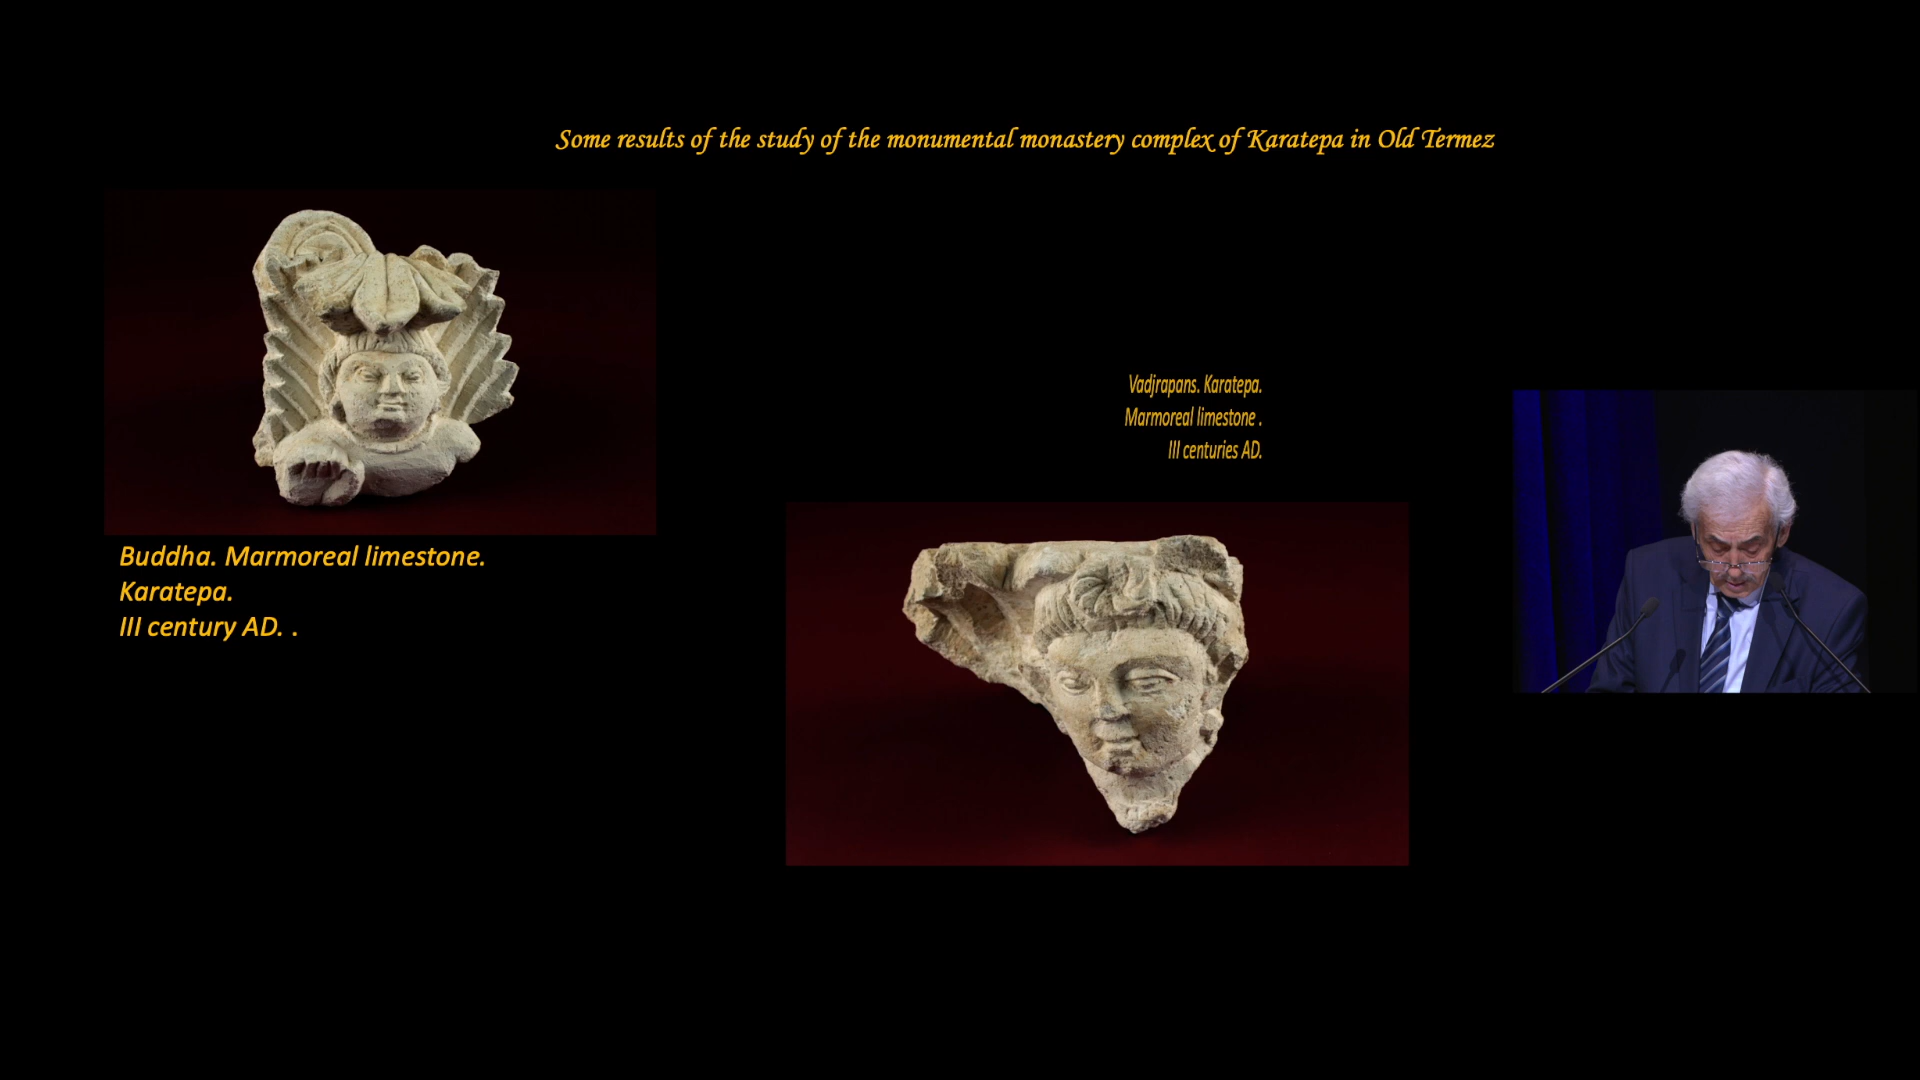 Some results of the study of the monumental monastery complex of Karatepa in Old Termez
Buddha. Marmoreal limestone.
Karatepa.
III century AD. .
Vadjrapans. Karatepa.
Marmoreal limestone .
III centuries AD.